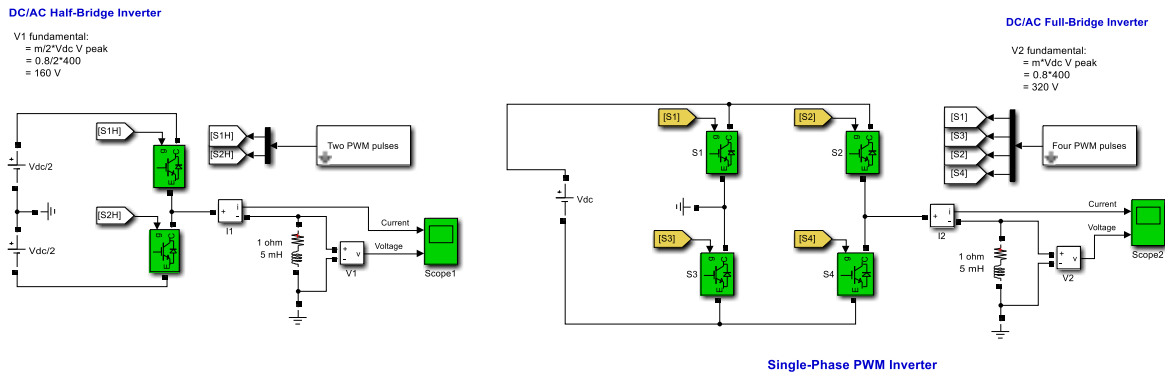 DC/AC Half-Bridge Inverter
V1 fundamental:
= m/2*Vdc V peak
= 0.8/2*400
= 160 V
[S1H]
g
C
E
[S1H]
[S2H]
Two PWM pulses
+
Vdc/2
[S2H]
g
C
E
+
Vdc/2
+
-
i
I1
Current
Voltage
1 ohm
5 mH
+
-
v
V1
Scope1
DC/AC Full-Bridge Inverter
V2 fundamental:
= m*Vdc V peak
= 0.8*400
= 320 V
[S1]
g
C
E
S1
[S2]
g
C
E
S2
[S1]
[S3]
[S2]
[S4]
Four PWM pulses
+
Vdc
[S3]
g
C
E
S3
[S4]
g
C
E
S4
+
-
i
I2
Current
Voltage
1 ohm
5 mH
+
-
v
V2
Scope2
Single-Phase PWM Inverter